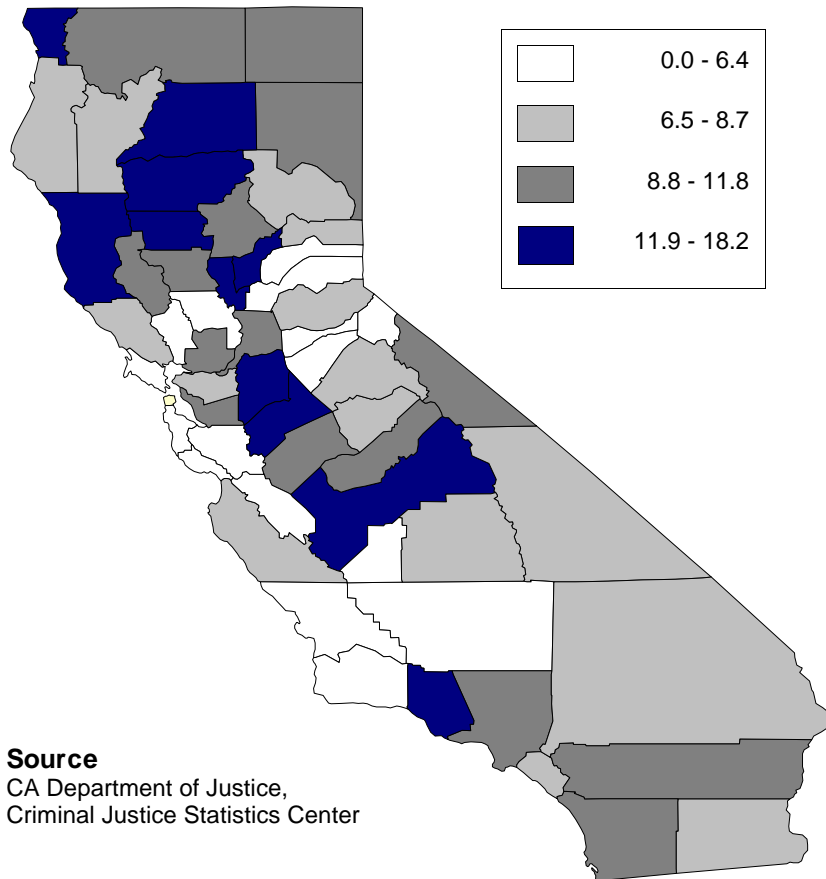 0.0 - 6.4
6.5 - 8.7
8.8 - 11.8
11.9 - 18.2
Source
CA Department of Justice,
Criminal Justice Statistics Center